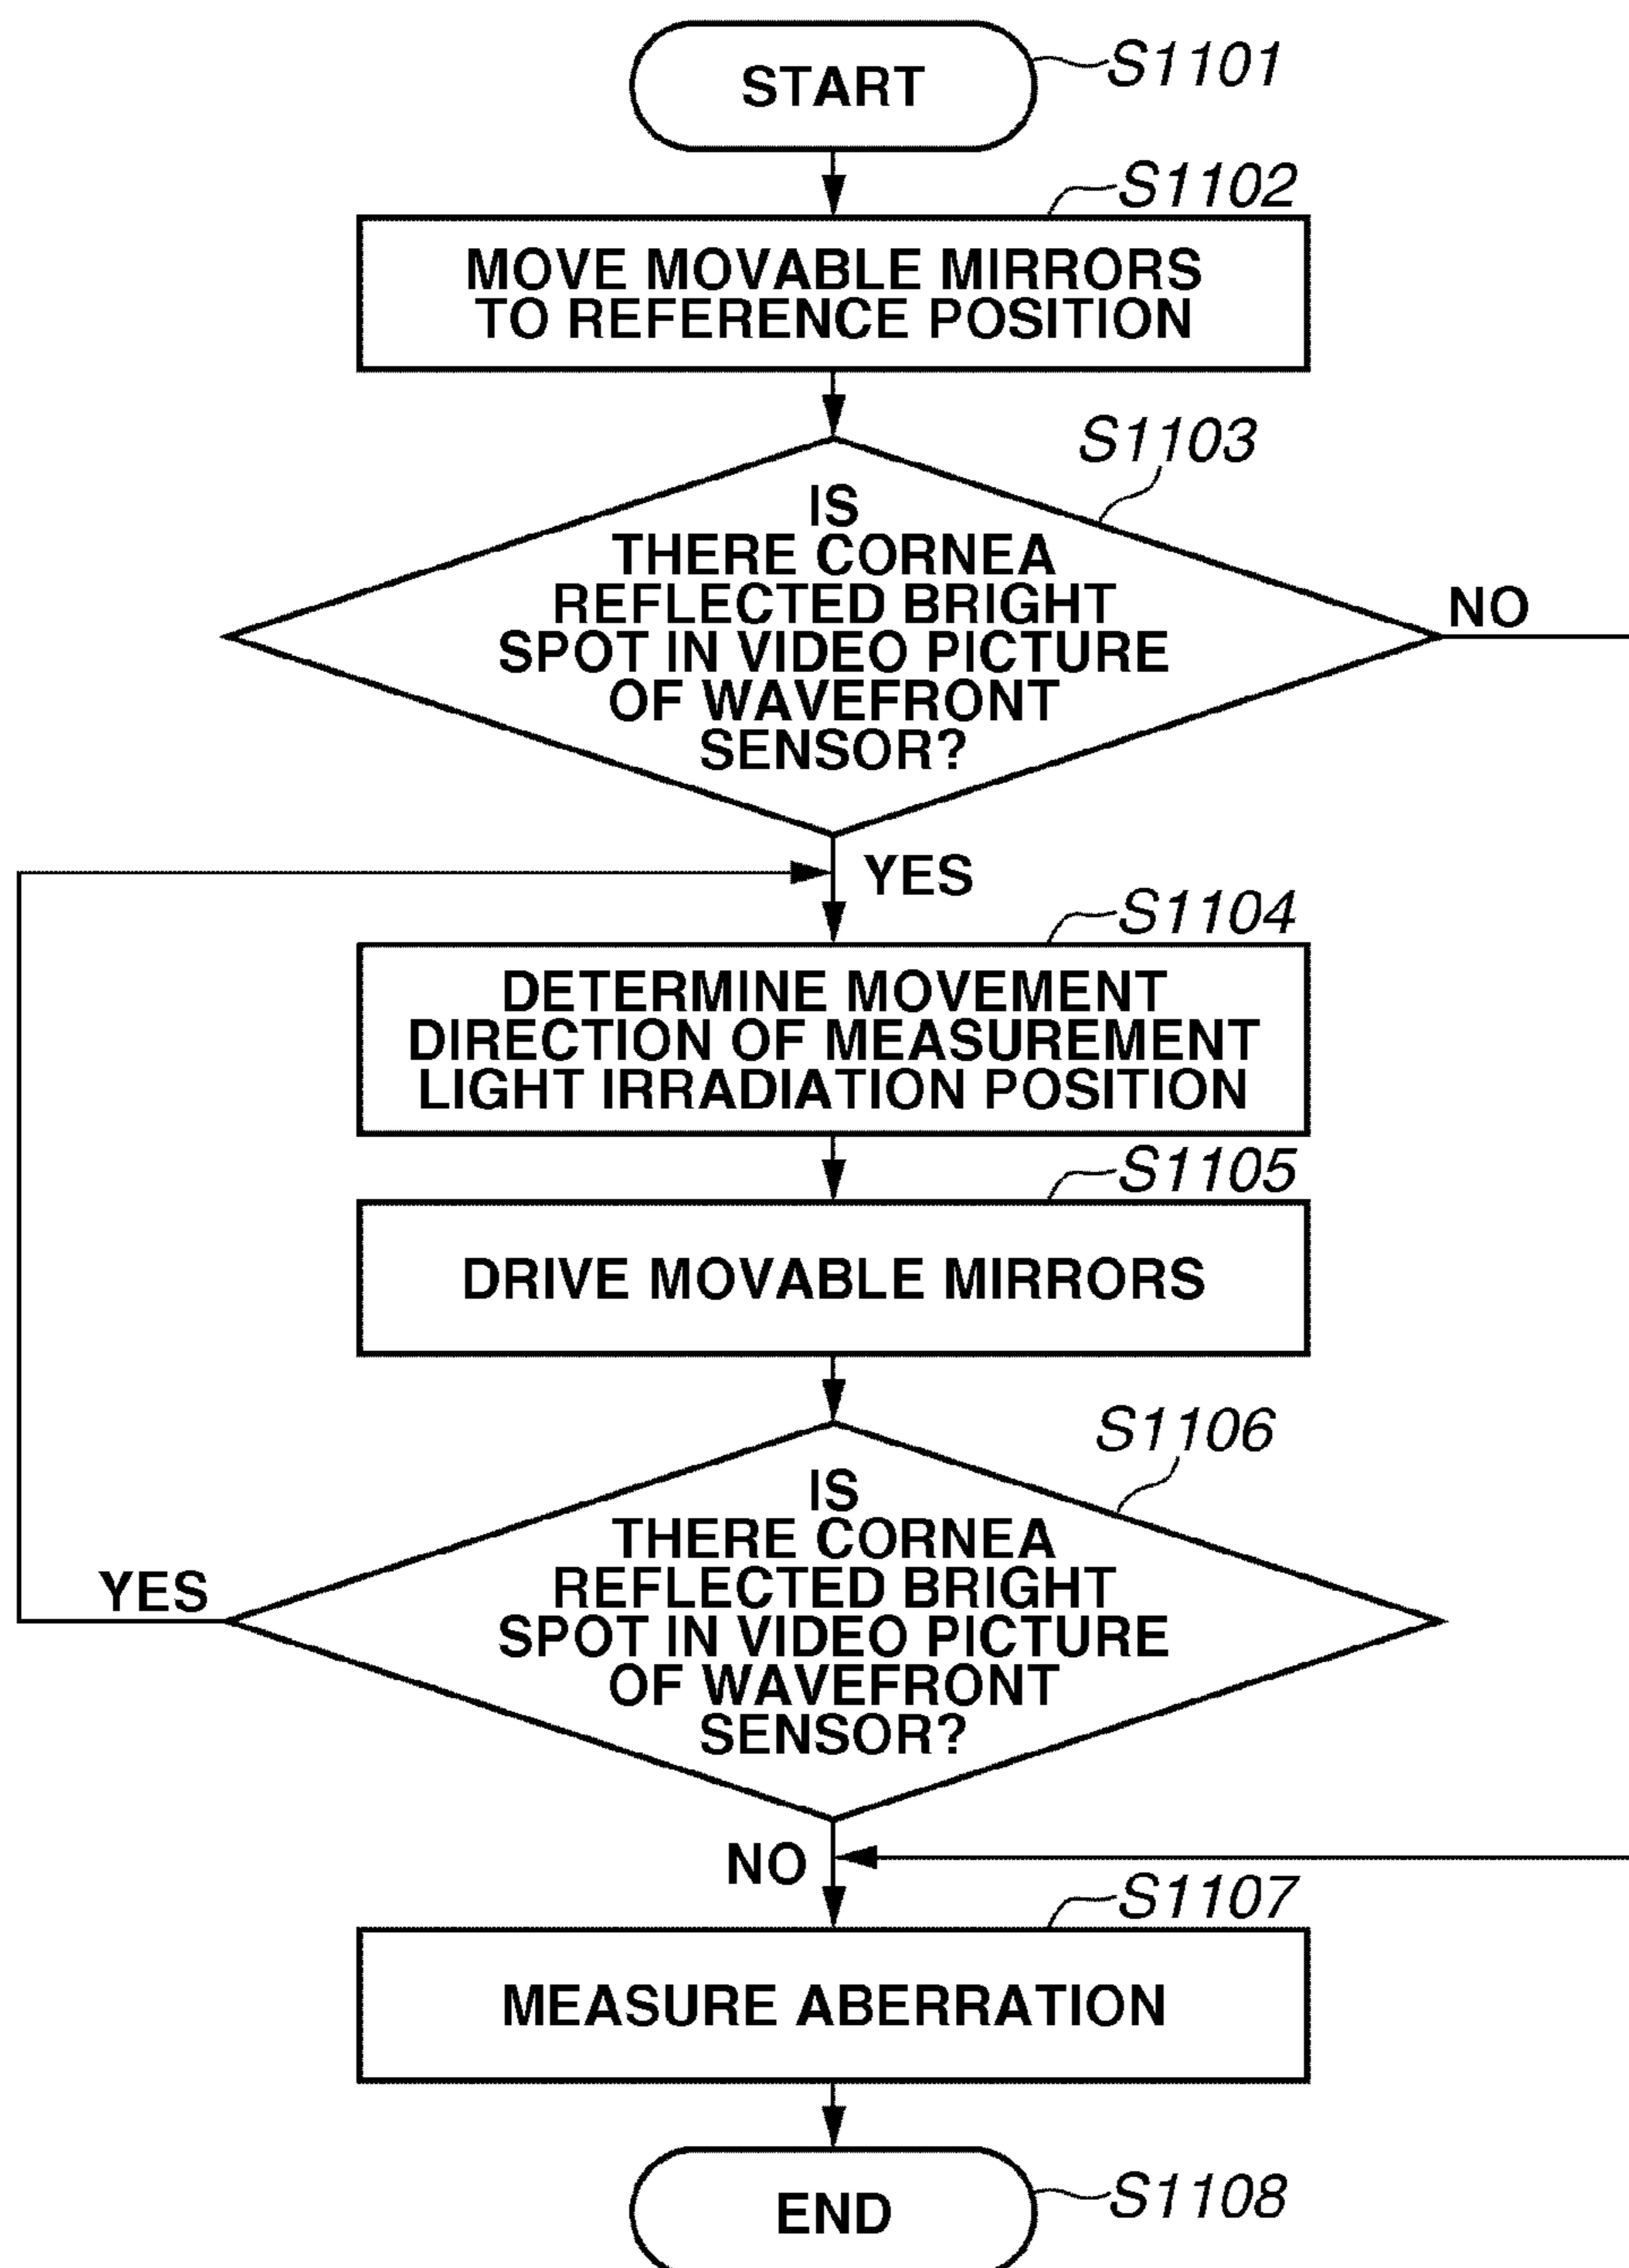 START
S1101
S1102
MOVE MOVABLE MIRRORS
TO REFERENCE POSITION
S1103
IS
THERE CORNEA
REFLECTED BRIGHT
SPOT IN VIDEO PICTURE
OF WAVEFRONT
SENSOR?
NO
YES
S1104
DETERMINE MOVEMENT
DIRECTION OF MEASUREMENT
LIGHT IRRADIATION POSITION
S1105
DRIVE MOVABLE MIRRORS
S1106
IS
THERE CORNEA
REFLECTED BRIGHT
SPOT IN VIDEO PICTURE
OF WAVEFRONT
SENSOR?
YES
NO
S1107
MEASURE ABERRATION
END
S1108